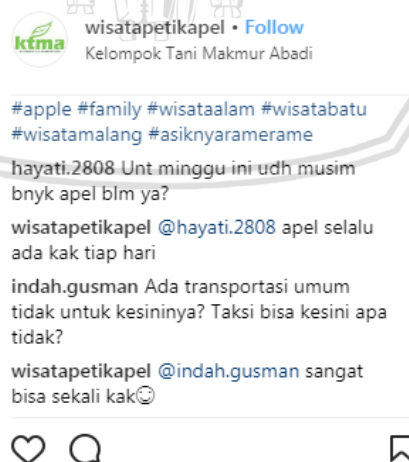 ktma
wisatapetikapel • Follow
Kelompok Tani Makmur Abadi
#apple #family #wisataalam #wisatabatu
#wisatamalang #asiknyaramerame
hayati.2808 Unt minggu ini udh musim
bnyk apel blm ya?
wisatapetikapel @hayati.2808 apel selalu
ada kak tiap hari
indah.gusman Ada transportasi umum
tidak untuk kesininya? Taksi bisa kesini apa
tidak?
wisatapetikapel @indah.gusman sangat
bisa sekali kak☺